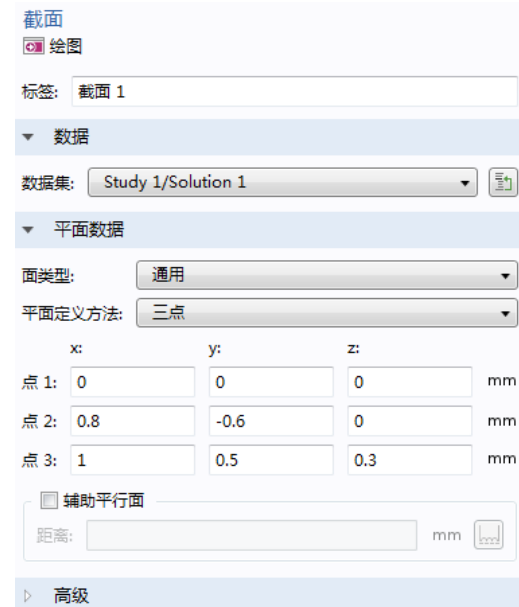 截面
绘图
标签: 截面 1
数据
数据集: Study 1/Solution 1
平面数据
面类型: 通用
平面定义方法: 三点
x: y: z:
点 1: 0 0 0 mm
点 2: 0.8 -0.6 0 mm
点 3: 1 0.5 0.3 mm
辅助平行面
距离: mm
高级